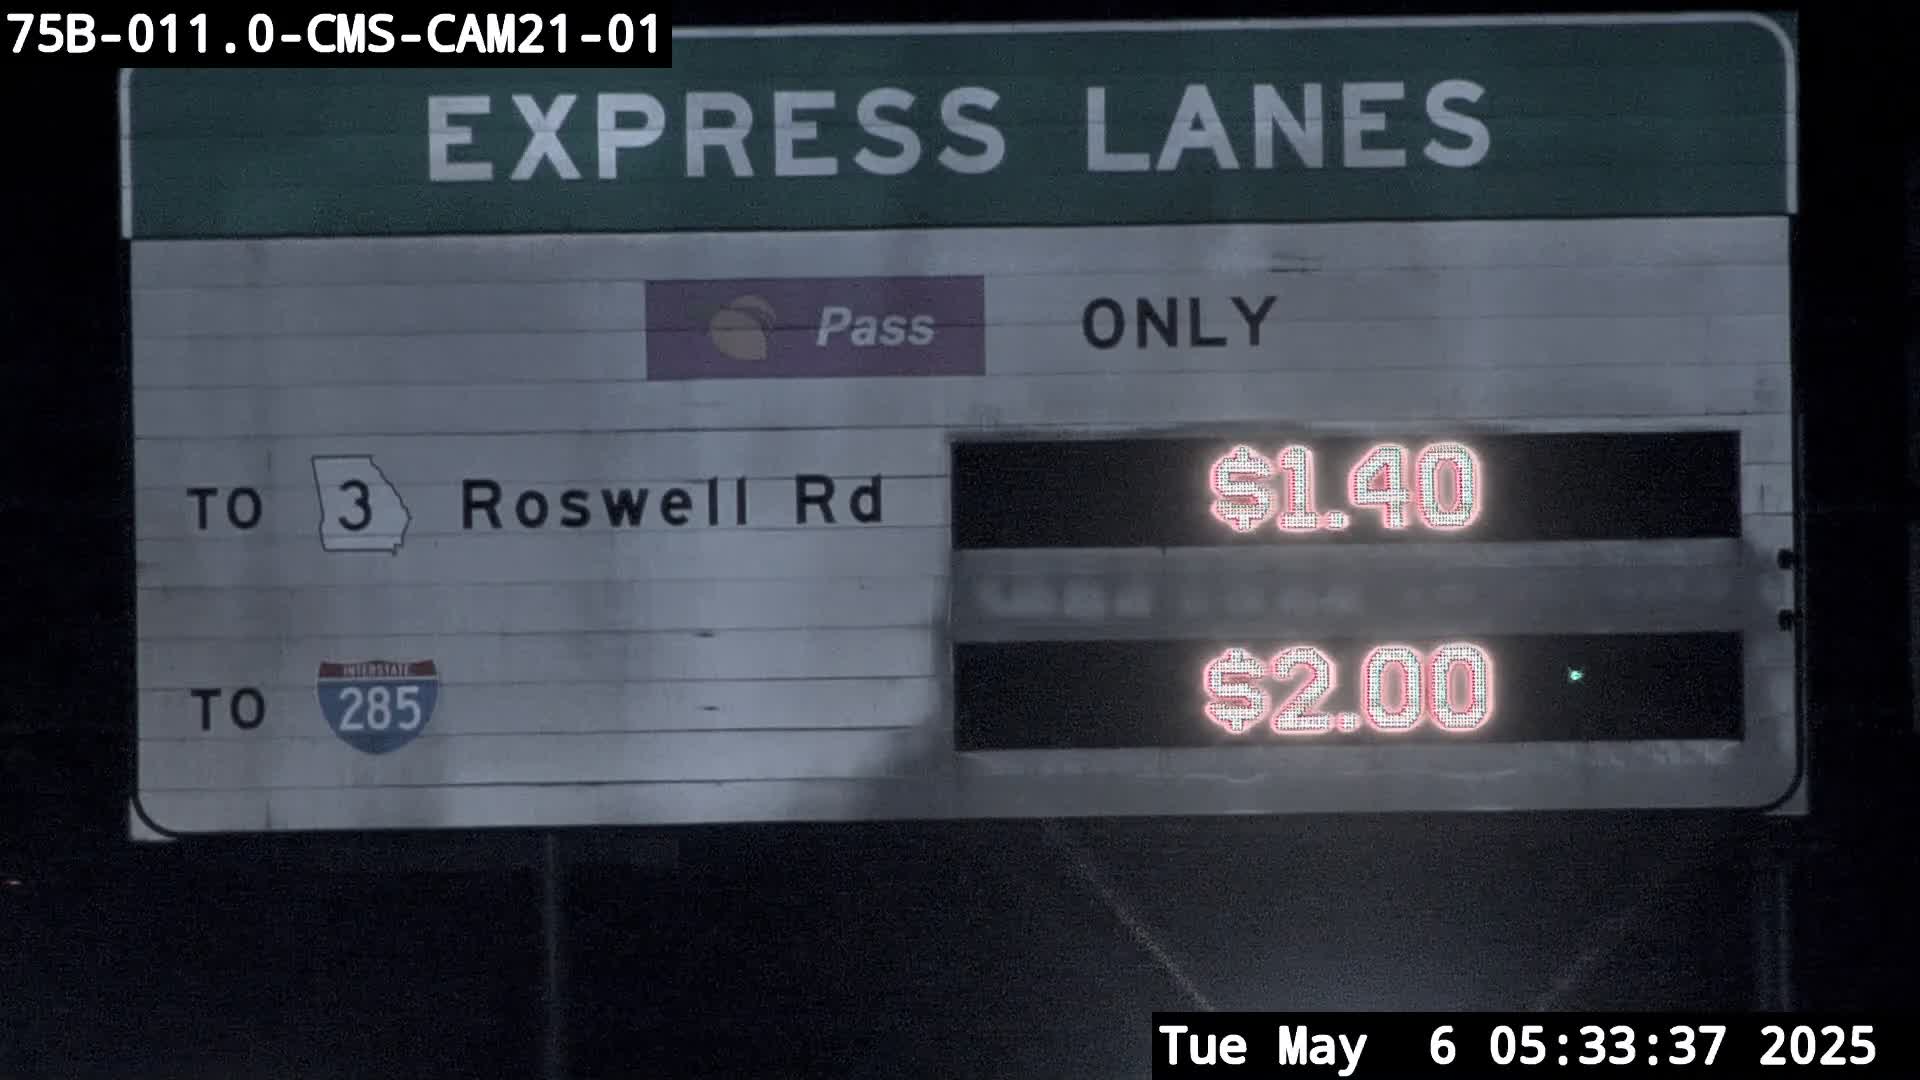 75B-011.0-CMS-CAM21-01
EXPRESS LANES
Pass ONLY
TO 3 Roswell Rd $1.40
TO INTERSTATE 285 $2.00
Tue May 6 05:33:37 2025